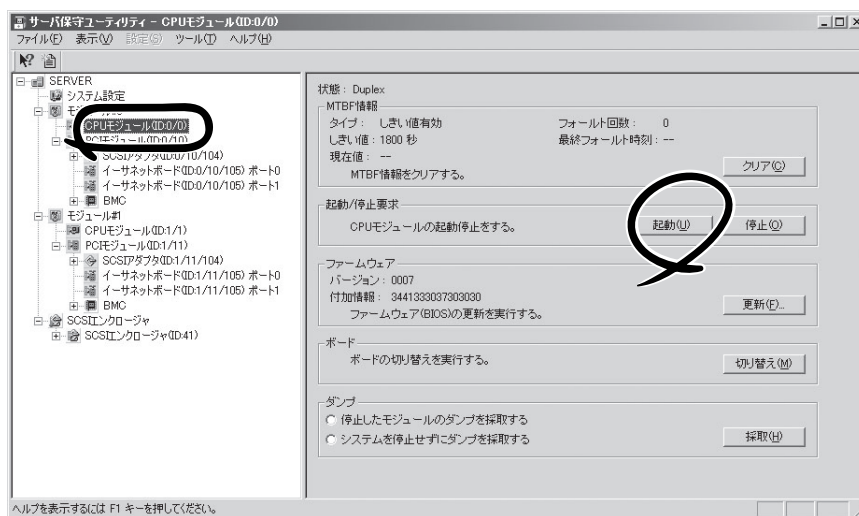 サーバ保守ユーティリティ - CPUモジュール(ID:0/0)
ファイル(F) 表示(V) 設定(S) ツール(T) ヘルプ(H)
SERVER
システム設定
CPUモジュール(ID:0/0)
PCIモジュール(ID:0/10)
SCSIアダプタ(ID:0/10/104)
イーサネットボード(ID:0/10/105) ポート0
イーサネットボード(ID:0/10/105) ポート1
BMC
モジュール#1
CPUモジュール(ID:1/1)
PCIモジュール(ID:1/11)
SCSIアダプタ(ID:1/11/104)
イーサネットボード(ID:1/11/105) ポート0
イーサネットボード(ID:1/11/105) ポート1
BMC
SCSIエンクロージャ
SCSIエンクロージャ(ID:41)
状態 : Duplex
MTBF情報
タイプ : しきい値有効 フォールト回数 : 0
しきい値 : 1800 秒 最終フォールト時刻 : --
現在値 : --
MTBF情報をクリアする。 クリア(C)
起動/停止要求
CPUモジュールの起動停止をする。 起動(U) 停止(O)
ファームウェア
バージョン : 0007
付加情報 : 3441333037303030
ファームウェア(BIOS)の更新を実行する。 更新(F)...
ボード
ボードの切り替えを実行する。 切り替え(M)
ダンプ
停止したモジュールのダンプを採取する
システムを停止せずにダンプを採取する 採取(H)
ヘルプを表示するには F1 キーを押してください。